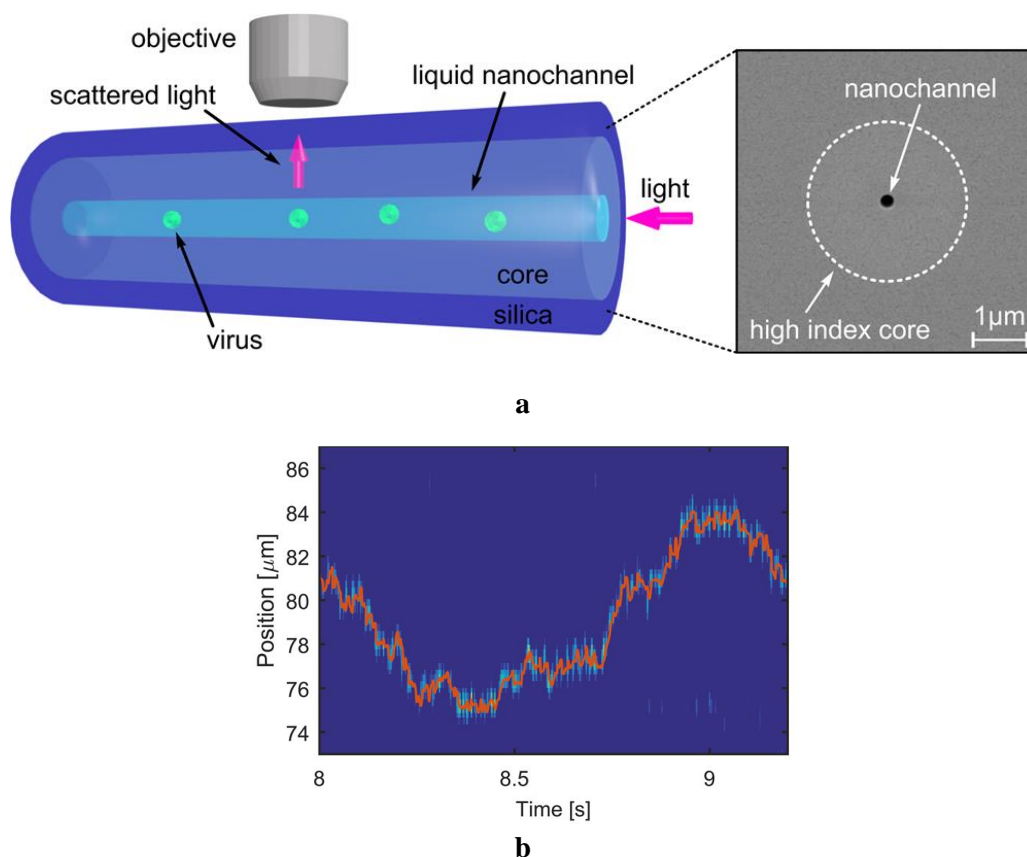 objective
scattered light
liquid nanochannel
light
core
silica
virus
nanochannel
high index core
1μm
a
Position [μm]
86
84
82
80
78
76
74
8
8.5
9
Time [s]
b